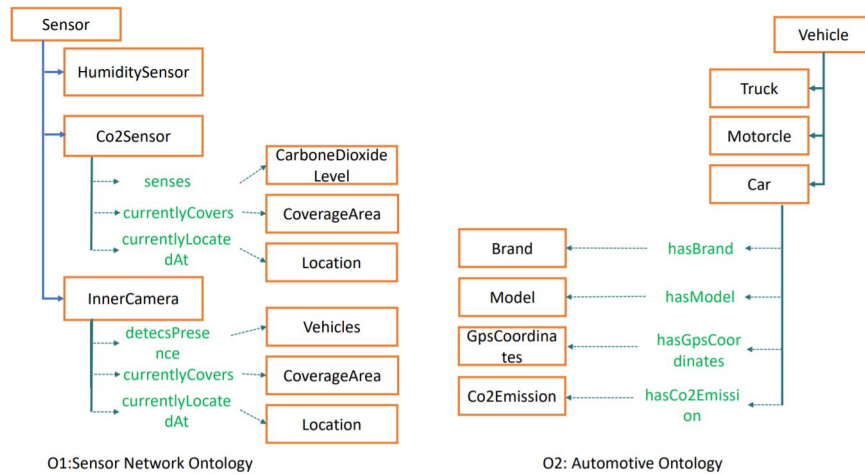 Sensor
HumiditySensor
Co2Sensor
senses
CarboneDioxide
Level
currentlyCovers
CoverageArea
currentlyLocate
dAt
Location
InnerCamera
detecsPrese
nce
Vehicles
currentlyCovers
CoverageArea
currentlyLocate
dAt
Location
O1:Sensor Network Ontology
Vehicle
Truck
Motorcle
Car
Brand
hasBrand
Model
hasModel
GpsCoordina
tes
hasGpsCoor
dinates
Co2Emission
hasCo2Emissi
on
O2: Automotive Ontology